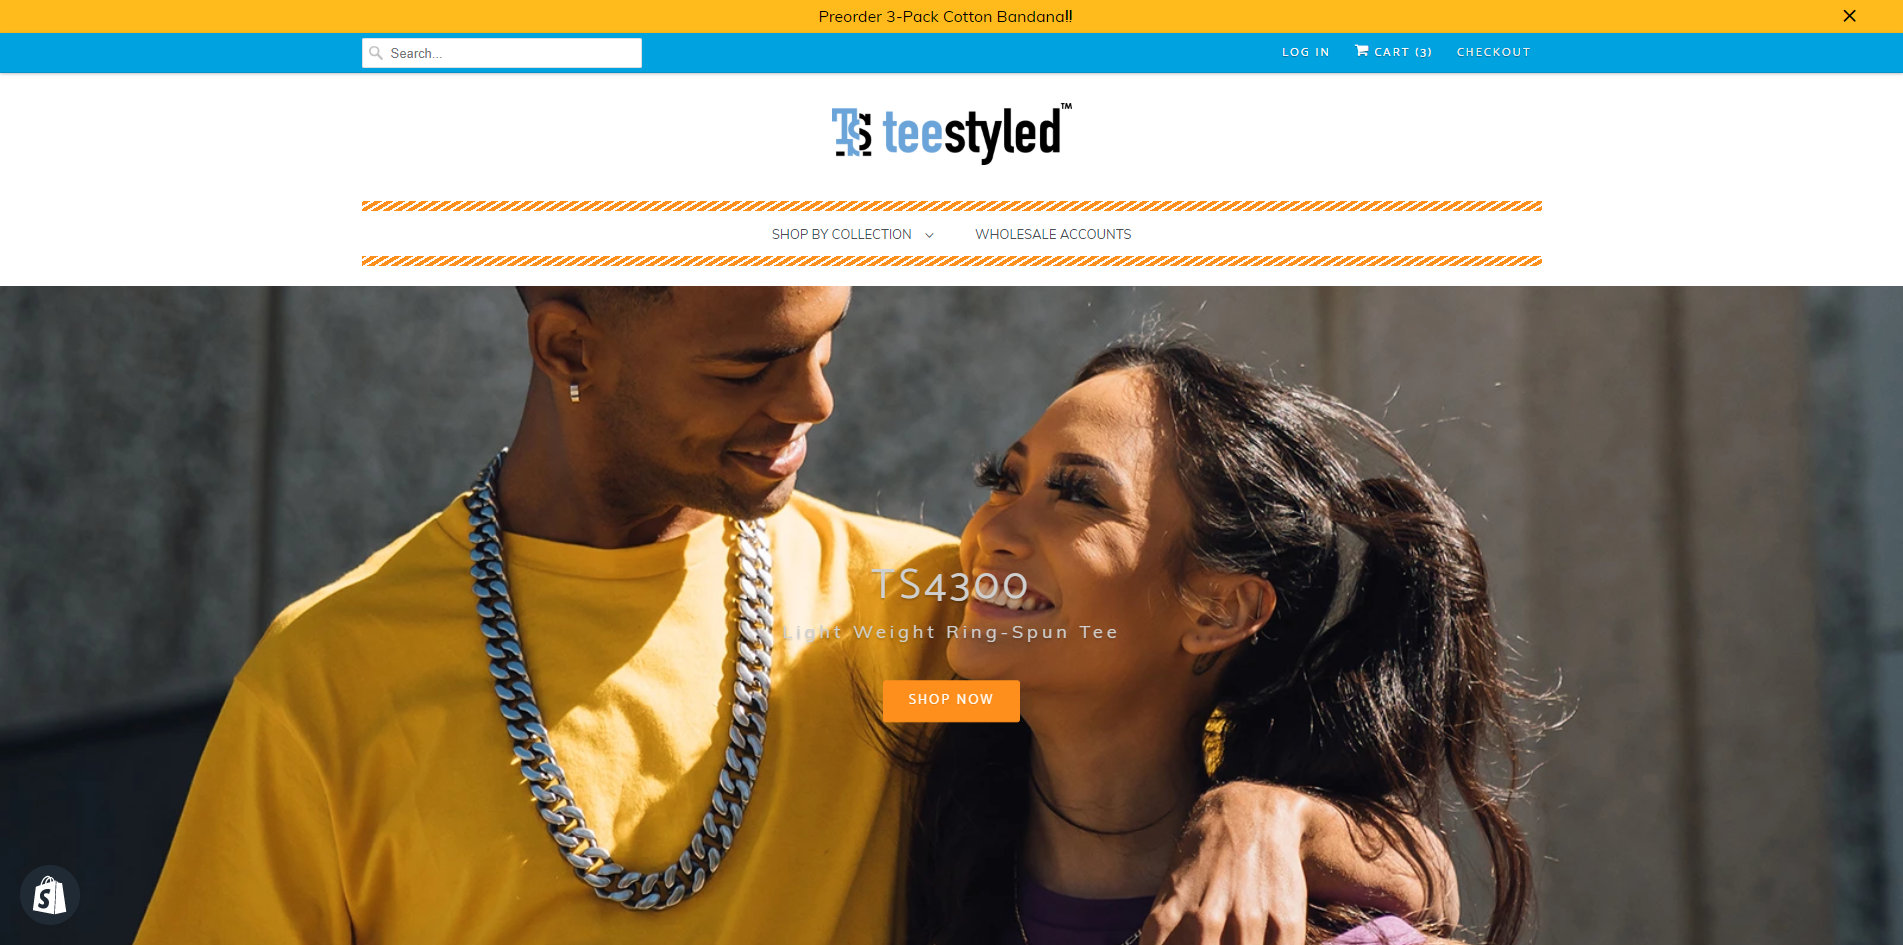 Preorder 3-Pack Cotton Bandana!!
Search...
LOG IN
CART (3)
CHECKOUT
TS teestyled™
SHOP BY COLLECTION
WHOLESALE ACCOUNTS
TS4300
Light Weight Ring-Spun Tee
SHOP NOW
S